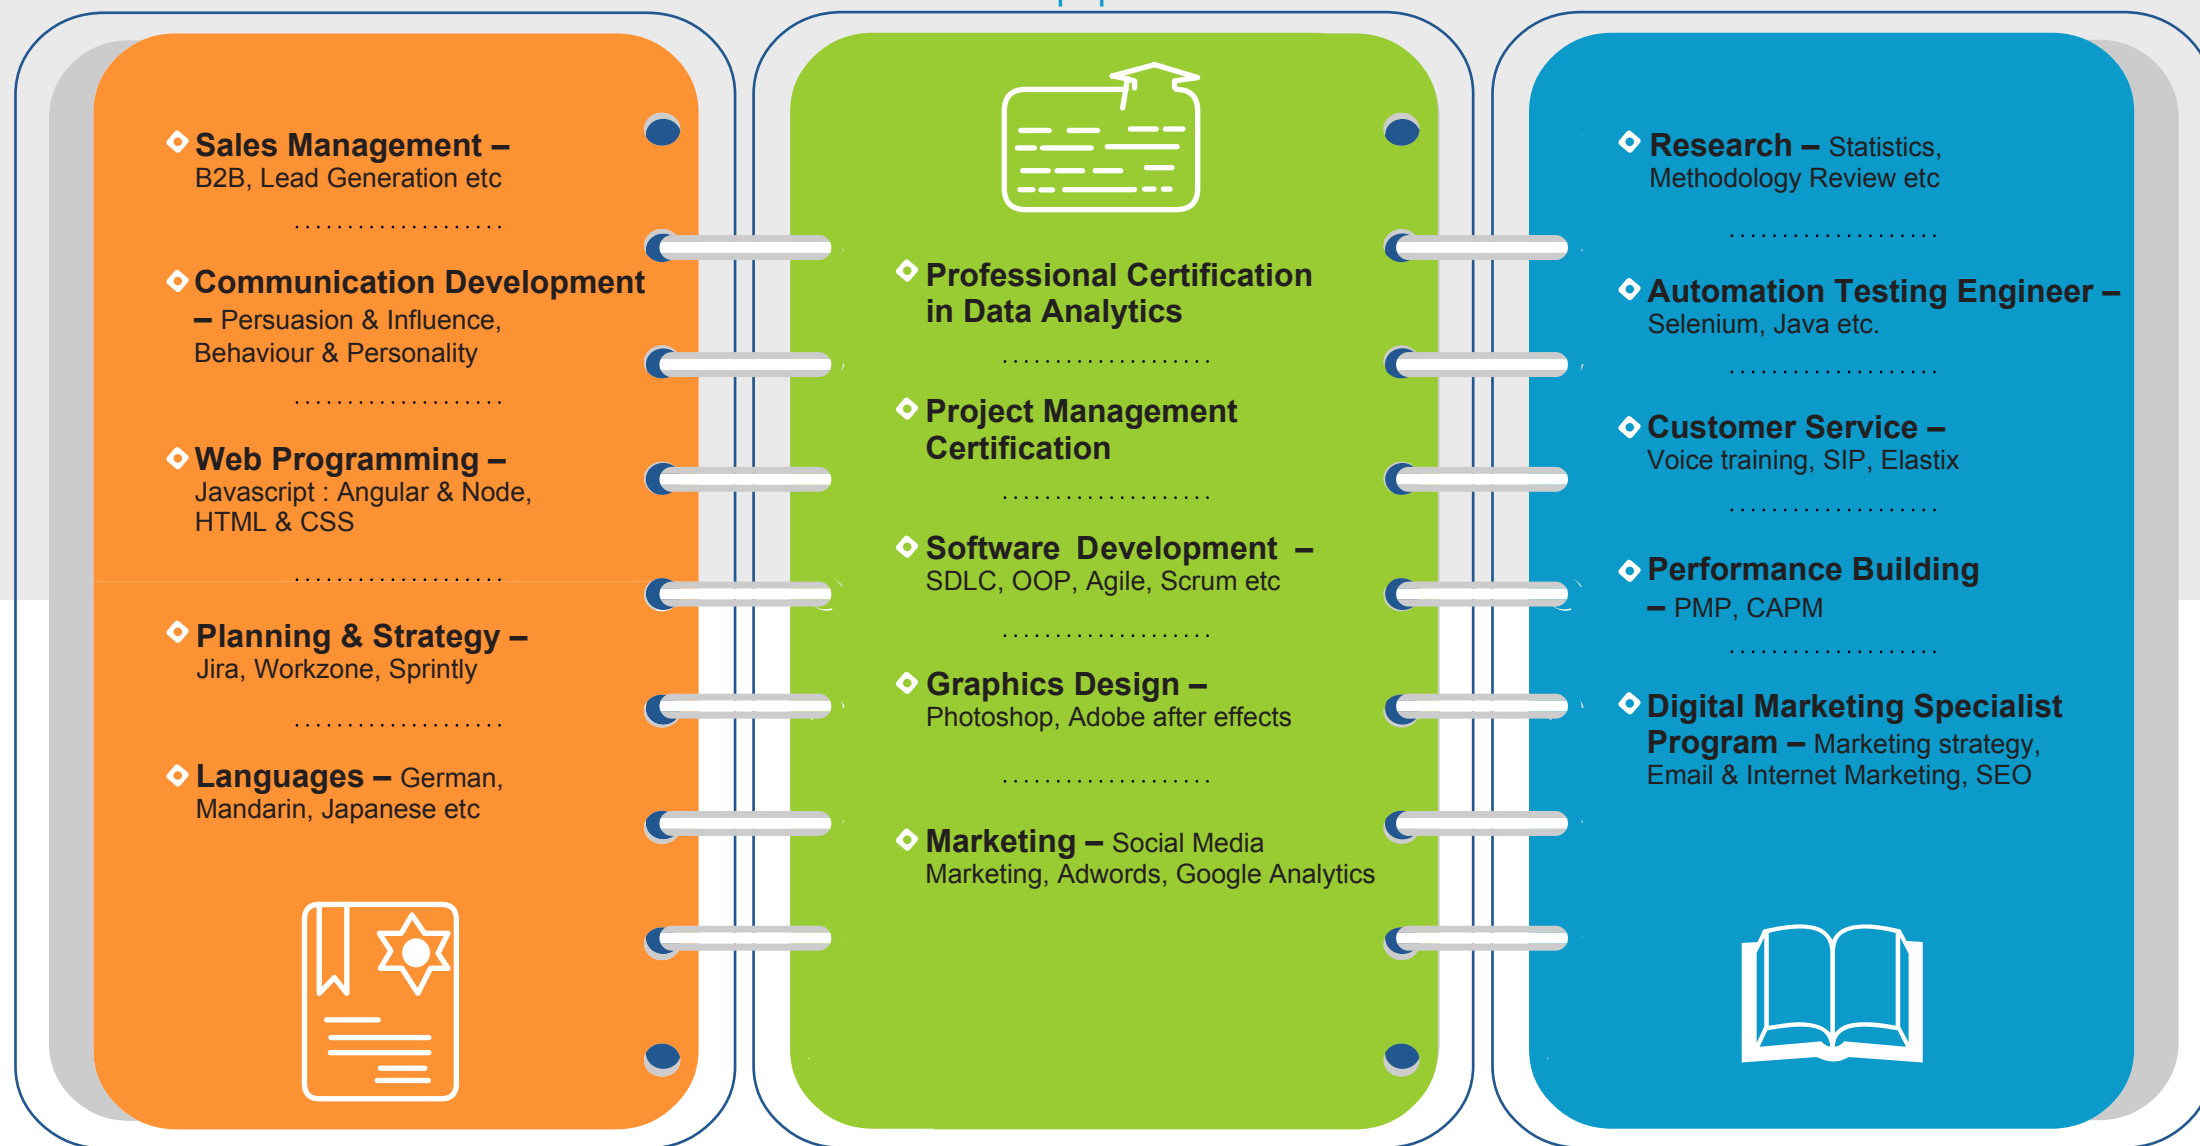 Sales Management –
B2B, Lead Generation etc
Communication Development
– Persuasion & Influence,
Behaviour & Personality
Web Programming –
Javascript : Angular & Node,
HTML & CSS
Planning & Strategy –
Jira, Workzone, Sprintly
Languages – German,
Mandarin, Japanese etc
Professional Certification
in Data Analytics
Project Management
Certification
Software Development –
SDLC, OOP, Agile, Scrum etc
Graphics Design –
Photoshop, Adobe after effects
Marketing – Social Media
Marketing, Adwords, Google Analytics
Research – Statistics,
Methodology Review etc
Automation Testing Engineer –
Selenium, Java etc.
Customer Service –
Voice training, SIP, Elastix
Performance Building
– PMP, CAPM
Digital Marketing Specialist
Program – Marketing strategy,
Email & Internet Marketing, SEO